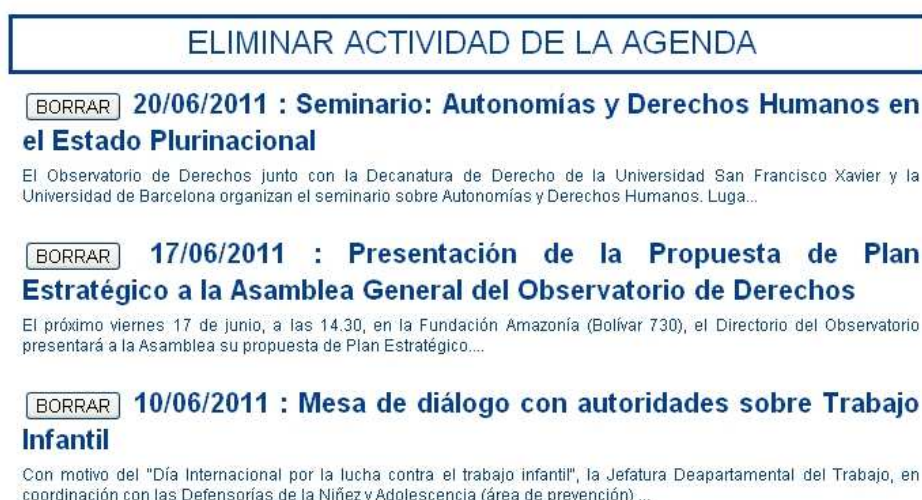 ELIMINAR ACTIVIDAD DE LA AGENDA
BORRAR 20/06/2011 : Seminario: Autonomías y Derechos Humanos en
el Estado Plurinacional
El Observatorio de Derechos junto con la Decanatura de Derecho de la Universidad San Francisco Xavier y la
Universidad de Barcelona organizan el seminario sobre Autonomías y Derechos Humanos. Luga...
BORRAR 17/06/2011 : Presentación de la Propuesta de Plan
Estratégico a la Asamblea General del Observatorio de Derechos
El próximo viernes 17 de junio, a las 14.30, en la Fundación Amazonía (Bolívar 730), el Directorio del Observatorio
presentará a la Asamblea su propuesta de Plan Estratégico....
BORRAR 10/06/2011 : Mesa de diálogo con autoridades sobre Trabajo
Infantil
Con motivo del "Día Internacional por la lucha contra el trabajo infantil", la Jefatura Deapartamental del Trabajo, en
coordinación con las Defensorías de la Niñez y Adolescencia (área de prevención) ...